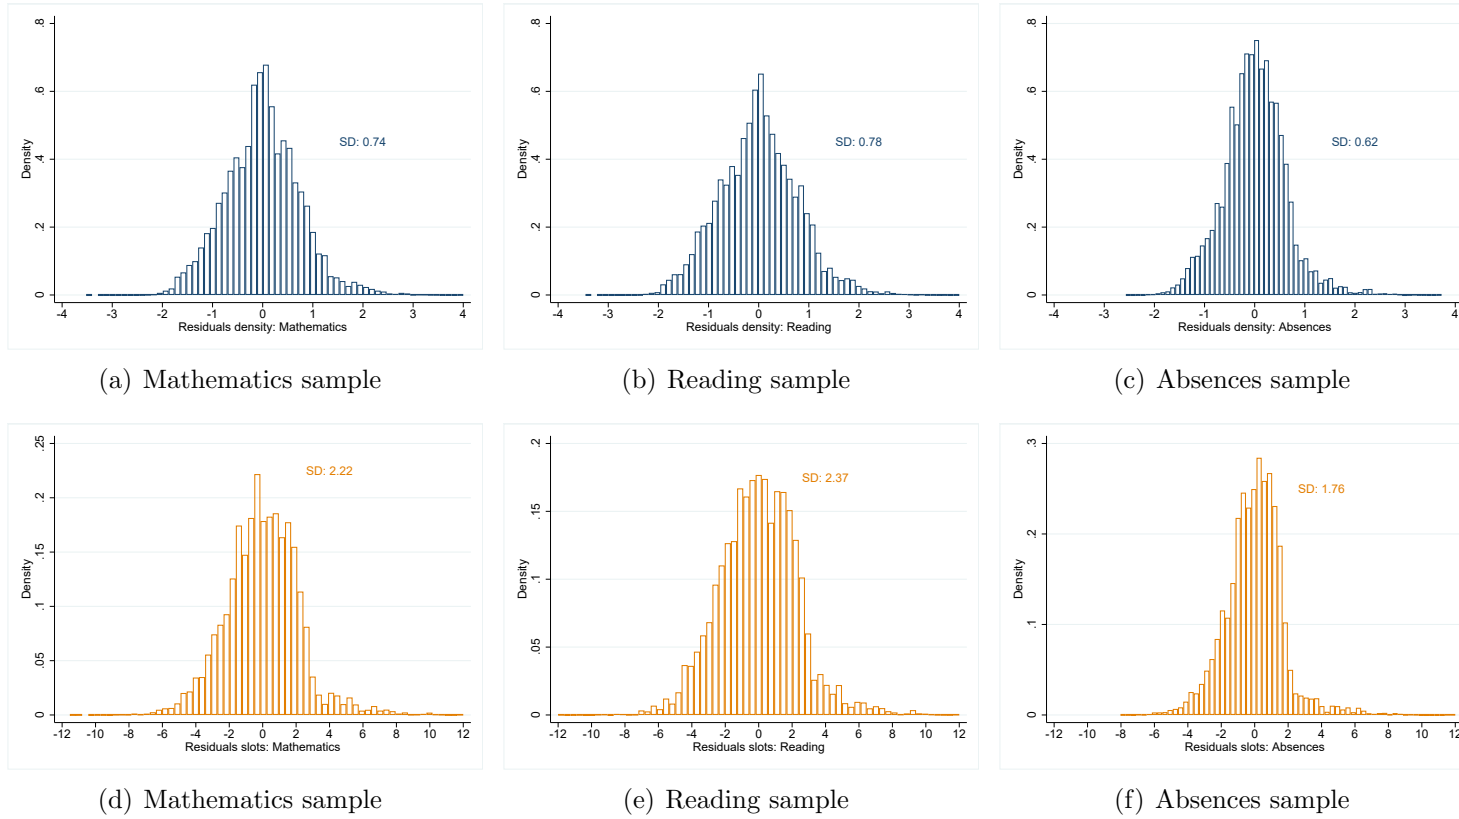 .8
.6
.4
.2
0
Density
SD: 0.74
-4 -3 -2 -1 0 1 2 3 4
Residuals density: Mathematics
(a) Mathematics sample
.8
.6
.4
.2
0
Density
SD: 0.78
-4 -3 -2 -1 0 1 2 3 4
Residuals density: Reading
(b) Reading sample
.8
.6
.4
.2
0
Density
SD: 0.62
-4 -3 -2 -1 0 1 2 3 4
Residuals density: Absences
(c) Absences sample
.25
.2
.15
.1
.05
0
Density
SD: 2.22
-12 -10 -8 -6 -4 -2 0 2 4 6 8 10 12
Residuals slots: Mathematics
(d) Mathematics sample
.2
.15
.1
.05
0
Density
SD: 2.37
-12 -10 -8 -6 -4 -2 0 2 4 6 8 10 12
Residuals slots: Reading
(e) Reading sample
.3
.2
.1
0
Density
SD: 1.76
-12 -10 -8 -6 -4 -2 0 2 4 6 8 10 12
Residuals slots: Absences
(f) Absences sample